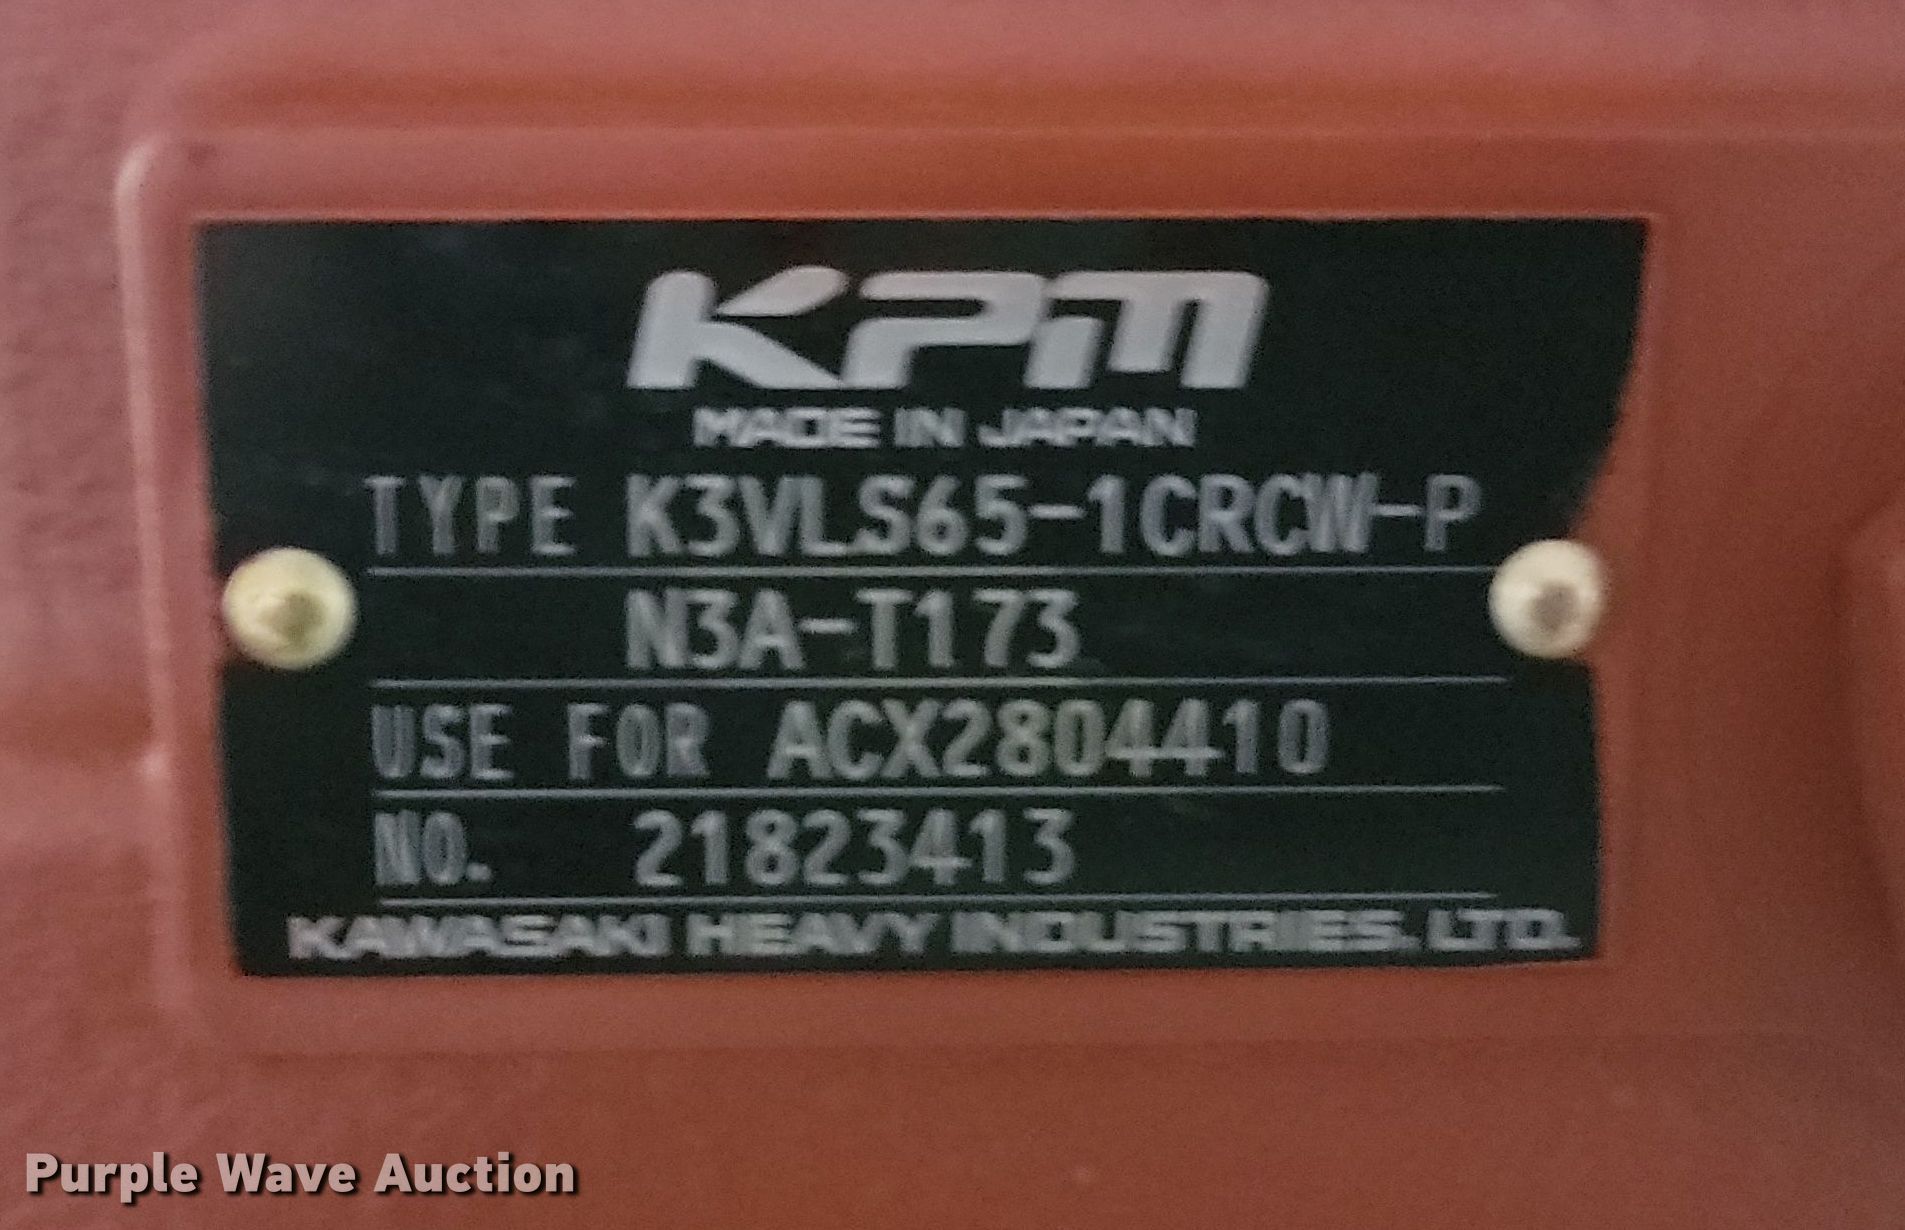 KPM
MADE IN JAPAN
TYPE K3VLS65-1CRCW-P
N3A-T173
USE FOR ACX2804410
NO. 21823413
KAWASAKI HEAVY INDUSTRIES, LTD.
Purple Wave Auction